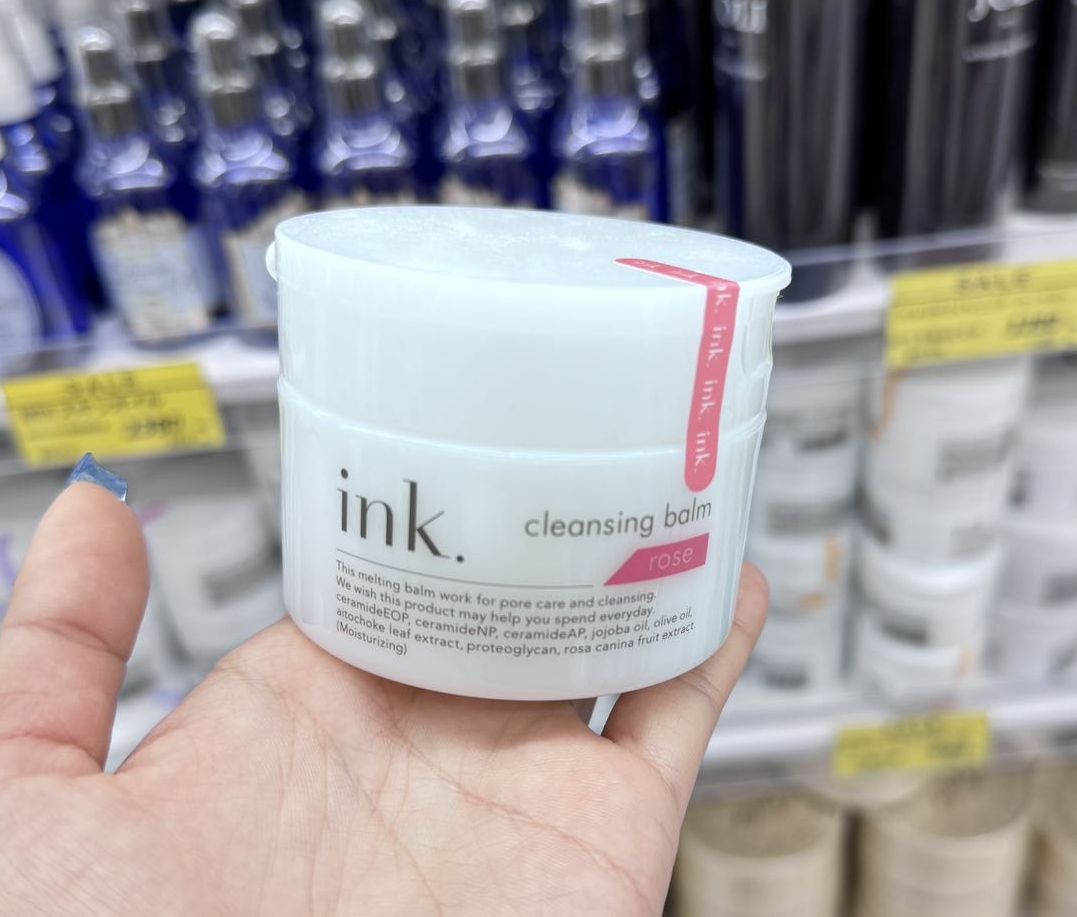 SALE
SALE
ink. ink. ink.
ink.
cleansing balm
rose
This melting balm work for pore care and cleansing.
We wish this product may help you spend everyday.
ceramideEOP, ceramideNP, ceramideAP, jojoba oil, olive oil,
aitochoke leaf extract, proteoglycan, rosa canina fruit extract.
(Moisturizing)